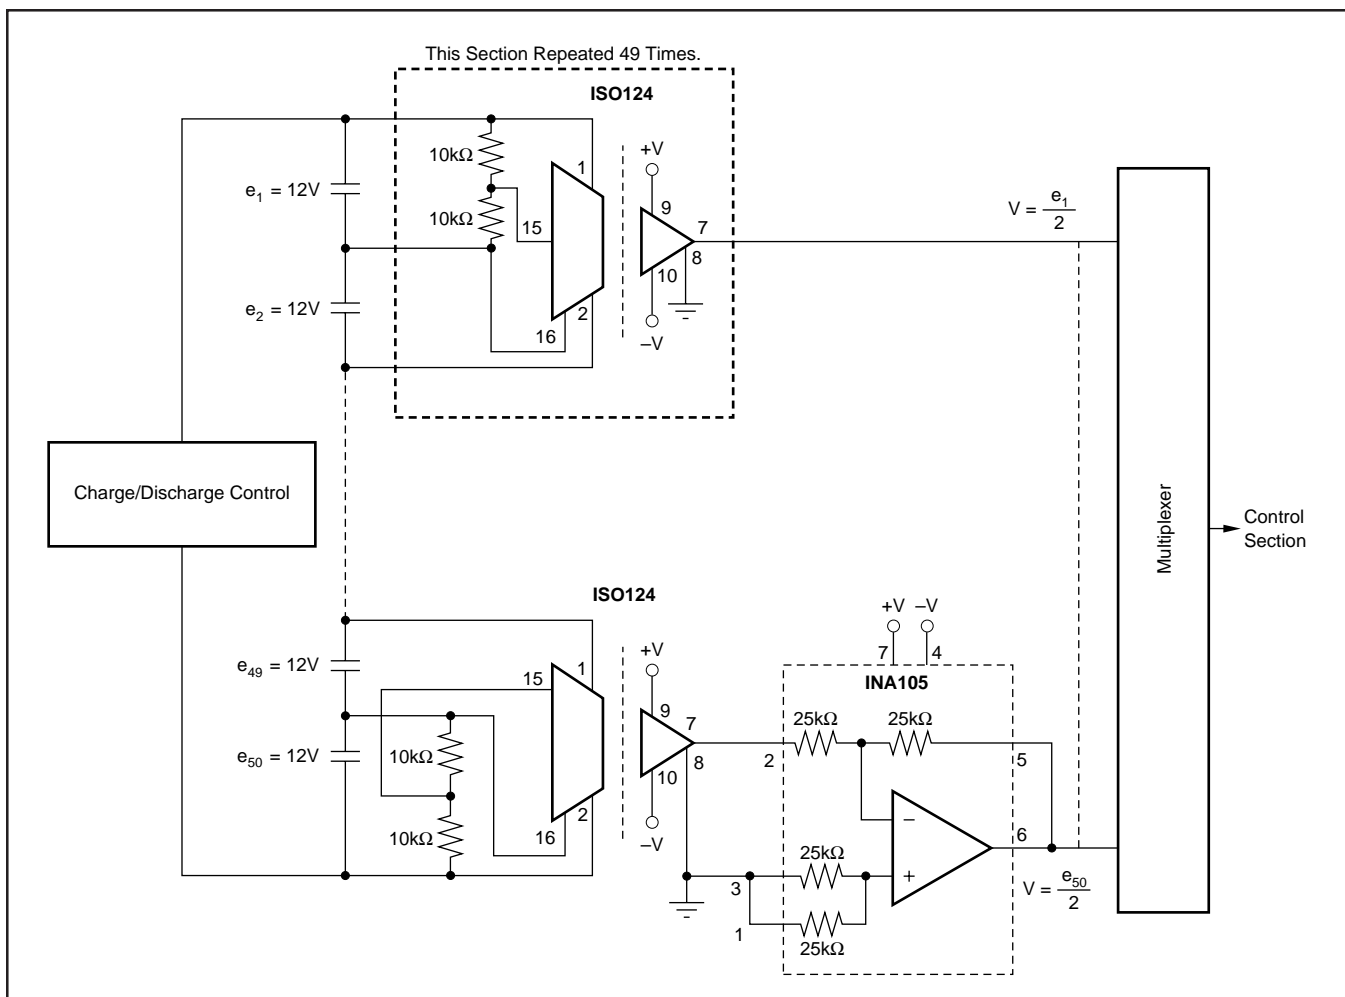 This Section Repeated 49 Times.
ISO124
10kΩ
10kΩ
15
1
2
16
+V
9
7
8
10
–V
e1 = 12V
e2 = 12V
V = e1
2
Charge/Discharge Control
Multiplexer
Control
Section
ISO124
e49 = 12V
e50 = 12V
10kΩ
10kΩ
15
1
2
16
+V
9
7
8
10
–V
+V –V
7 4
INA105
25kΩ 25kΩ
2 5
–
+
6
25kΩ
3
1
25kΩ
V = e50
2